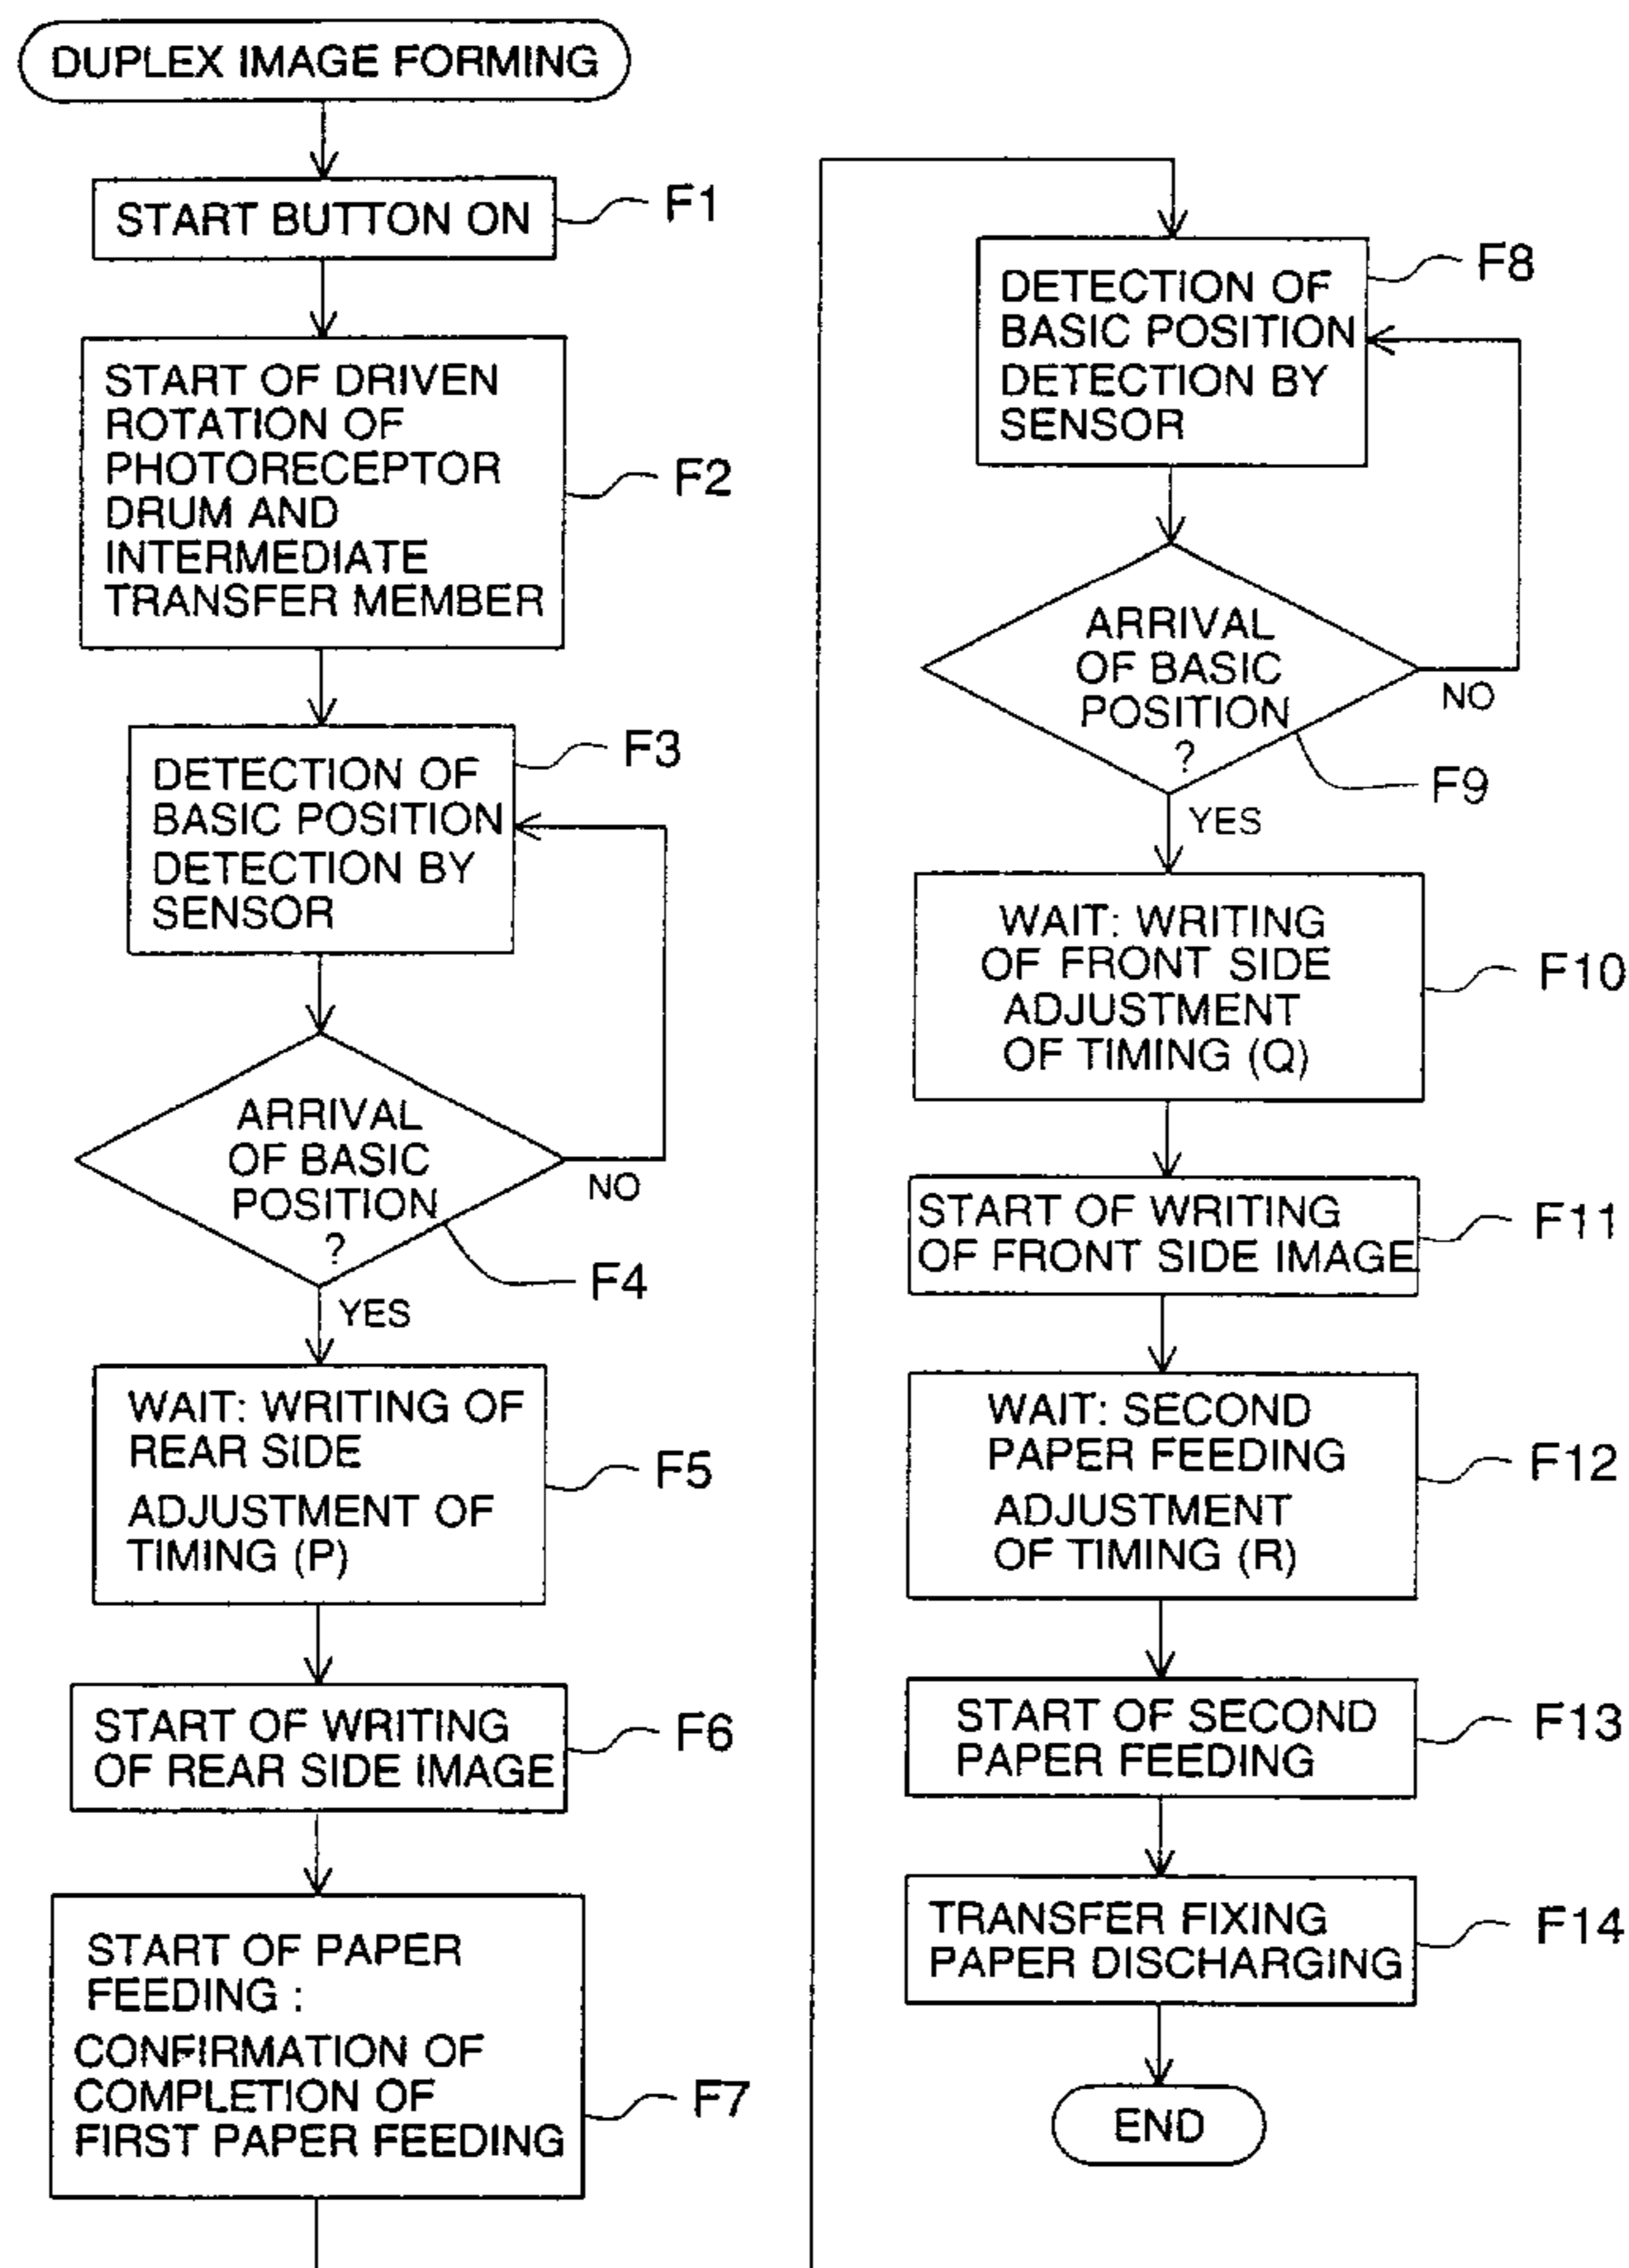 DUPLEX IMAGE FORMING
START BUTTON ON
F1
START OF DRIVEN
ROTATION OF
PHOTORECEPTOR
DRUM AND
INTERMEDIATE
TRANSFER MEMBER
F2
DETECTION OF
BASIC POSITION
DETECTION BY
SENSOR
F3
ARRIVAL
OF BASIC
POSITION
?
NO
F4
YES
WAIT: WRITING OF
REAR SIDE
ADJUSTMENT OF
TIMING (P)
F5
START OF WRITING
OF REAR SIDE IMAGE
F6
START OF PAPER
FEEDING :
CONFIRMATION OF
COMPLETION OF
FIRST PAPER FEEDING
F7
DETECTION OF
BASIC POSITION
DETECTION BY
SENSOR
F8
ARRIVAL
OF BASIC
POSITION
?
NO
F9
YES
WAIT: WRITING
OF FRONT SIDE
ADJUSTMENT
OF TIMING (Q)
F10
START OF WRITING
OF FRONT SIDE IMAGE
F11
WAIT: SECOND
PAPER FEEDING
ADJUSTMENT
OF TIMING (R)
F12
START OF SECOND
PAPER FEEDING
F13
TRANSFER FIXING
PAPER DISCHARGING
F14
END